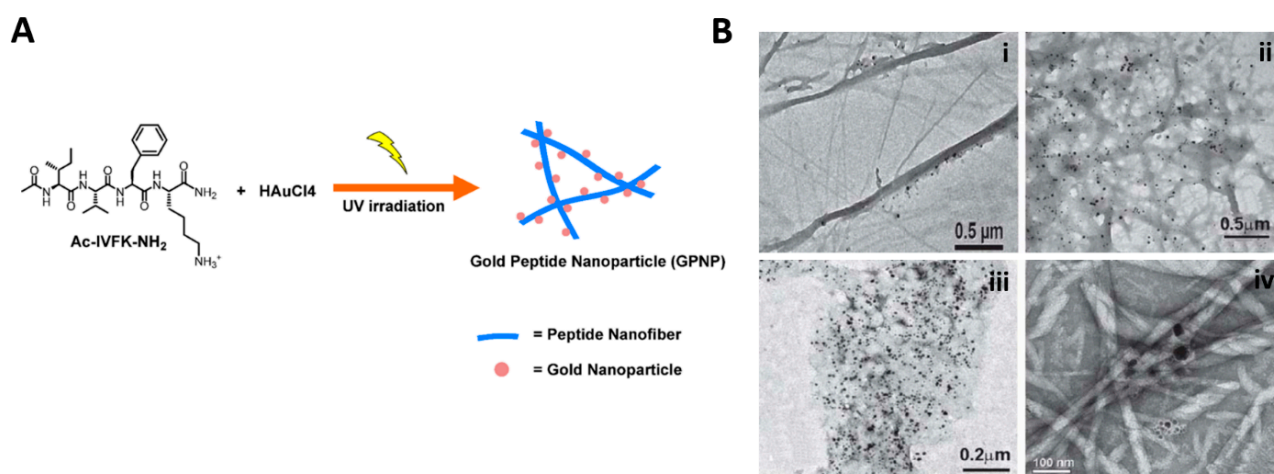 A
B
O
H
N
O
N
H
O
H
N
O
N
H
O
NH2
NH3+
Ac-IVFK-NH2
+ HAuCl4
UV irradiation
Gold Peptide Nanoparticle (GPNP)
= Peptide Nanofiber
= Gold Nanoparticle
i
0.5 μm
ii
0.5μm
iii
0.2μm
iv
100 nm